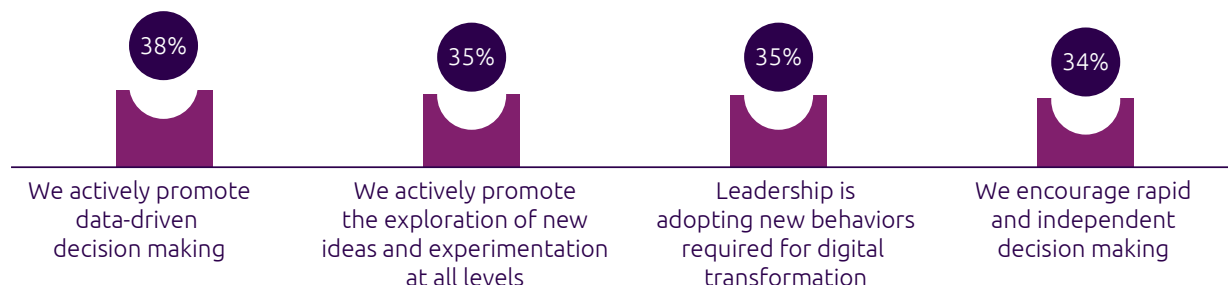 38%
35%
35%
34%
We actively promote
data-driven
decision making
We actively promote
the exploration of new
ideas and experimentation
at all levels
Leadership is
adopting new behaviors
required for digital
transformation
We encourage rapid
and independent
decision making